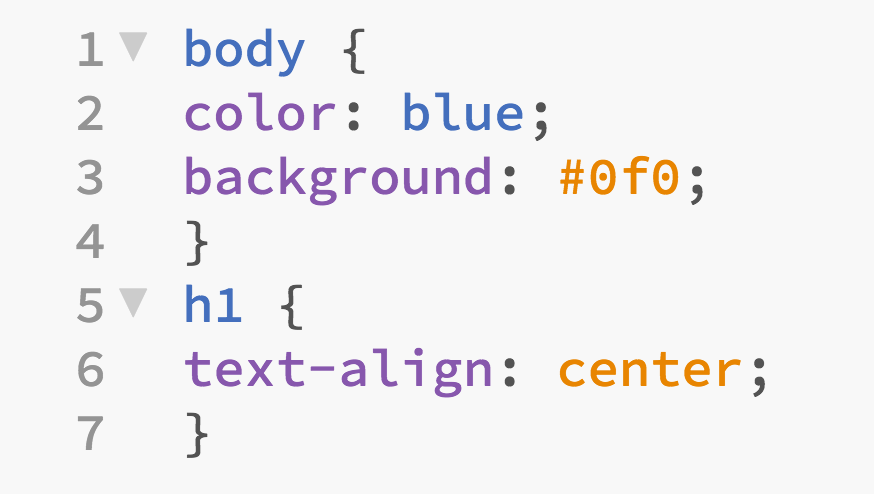 1 body {
2 color: blue;
3 background: #0f0;
4 }
5 h1 {
6 text-align: center;
7 }